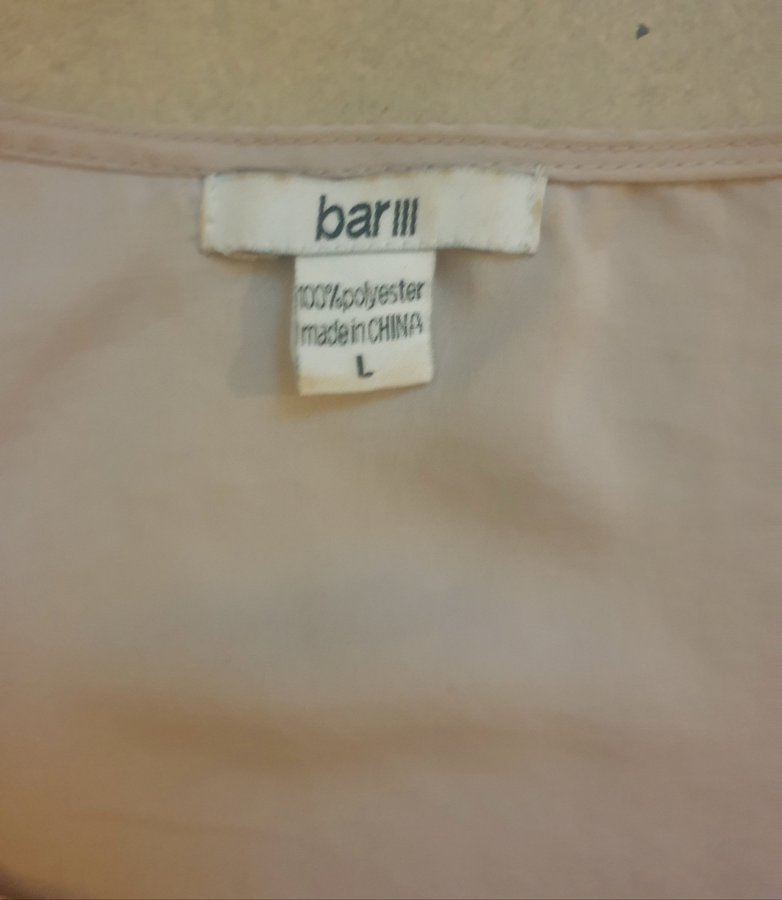 bar III
100% polyester
made in CHINA
L